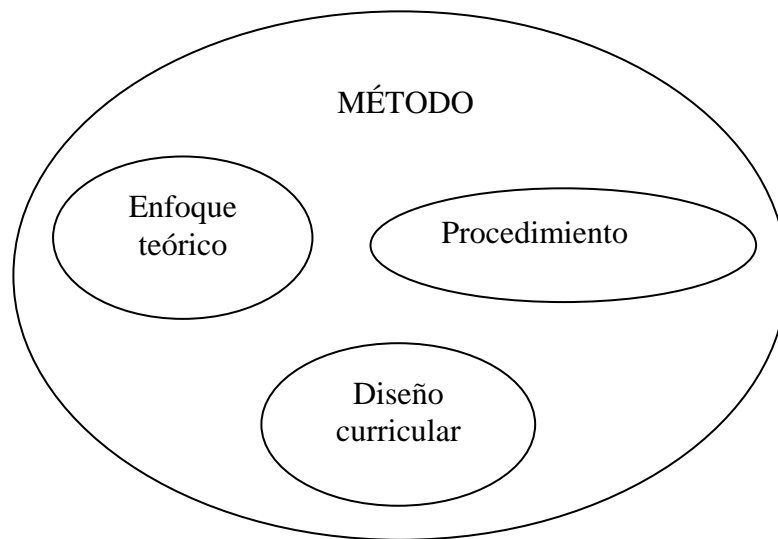 MÉTODO
Enfoque
teórico
Procedimiento
Diseño
curricular